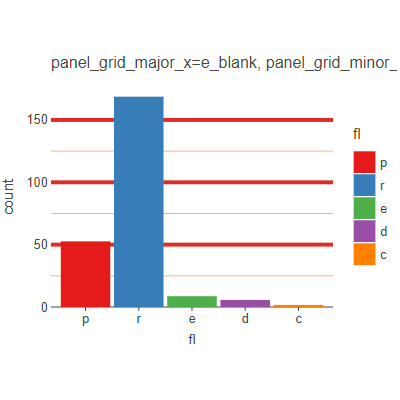 panel_grid_major_x=e_blank, panel_grid_minor_
150
100
50
0
count
p
r
e
d
c
fl
fl
p
r
e
d
c